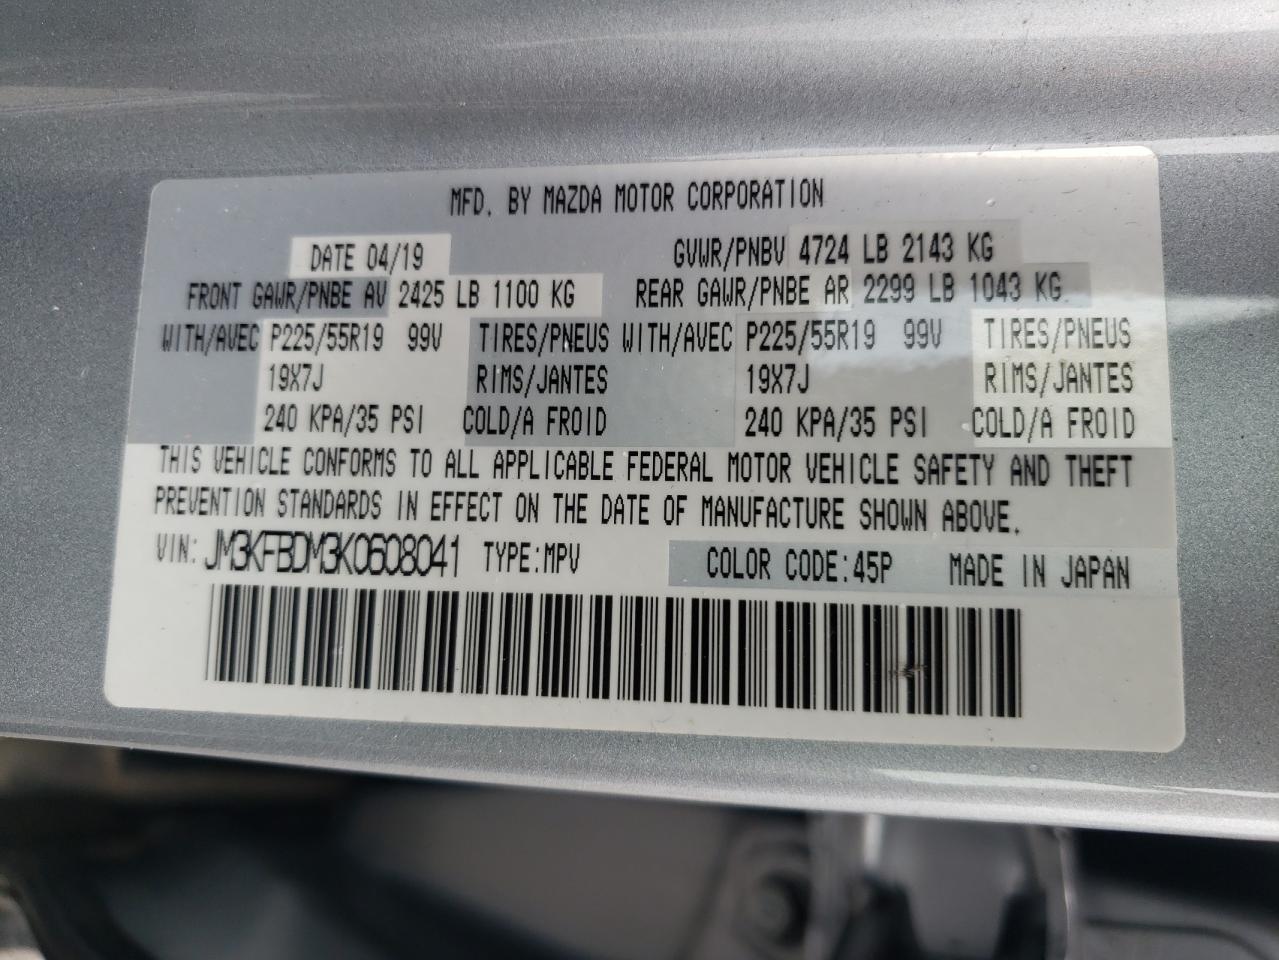 MFD. BY MAZDA MOTOR CORPORATION
DATE 04/19 GVWR/PNBV 4724 LB 2143 KG
FRONT GAWR/PNBE AV 2425 LB 1100 KG REAR GAWR/PNBE AR 2299 LB 1043 KG
WITH/AVEC P225/55R19 99V TIRES/PNEUS WITH/AVEC P225/55R19 99V TIRES/PNEUS
19X7J RIMS/JANTES 19X7J RIMS/JANTES
240 KPA/35 PSI COLD/A FROID 240 KPA/35 PSI COLD/A FROID
THIS VEHICLE CONFORMS TO ALL APPLICABLE FEDERAL MOTOR VEHICLE SAFETY AND THEFT
PREVENTION STANDARDS IN EFFECT ON THE DATE OF MANUFACTURE SHOWN ABOVE.
VIN: JM3KFBDM3K0608041 TYPE:MPV COLOR CODE:45P MADE IN JAPAN